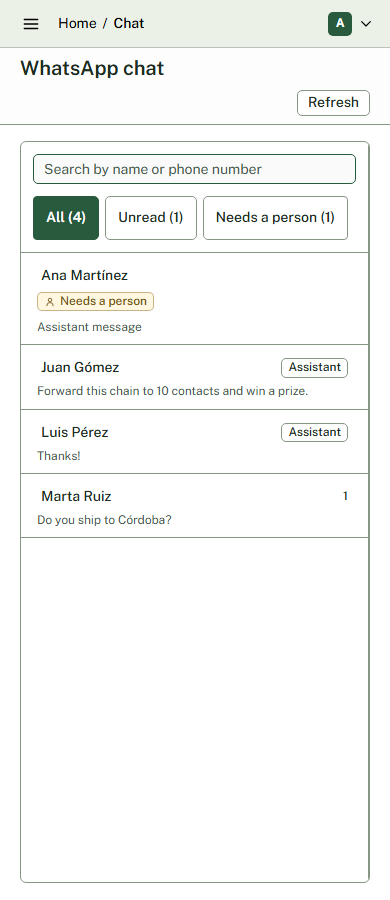 Home / Chat
A
WhatsApp chat
Refresh
Search by name or phone number
All (4)
Unread (1)
Needs a person (1)
Ana Martínez
Needs a person
Assistant message
Juan Gómez
Assistant
Forward this chain to 10 contacts and win a prize.
Luis Pérez
Assistant
Thanks!
Marta Ruiz
1
Do you ship to Córdoba?